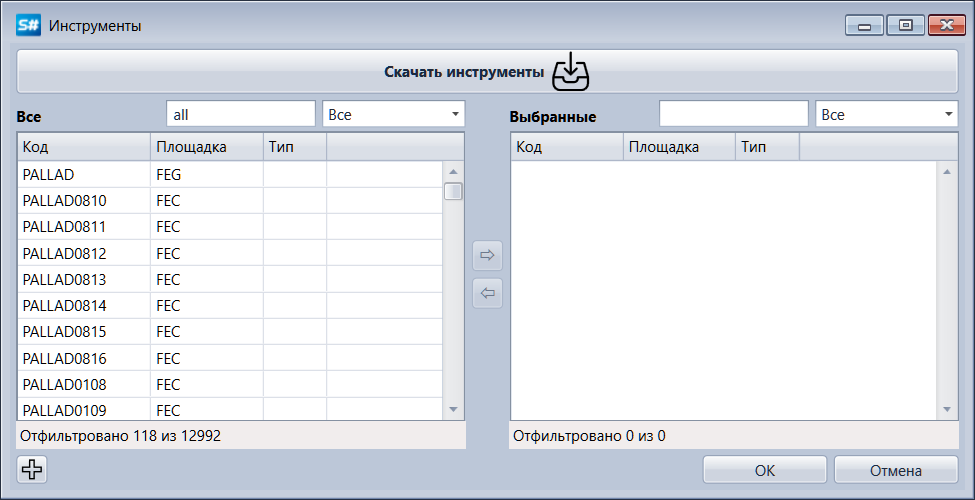 S# Инструменты
Скачать инструменты
Все all Все
Код Площадка Тип
PALLAD FEG
PALLAD0810 FEC
PALLAD0811 FEC
PALLAD0812 FEC
PALLAD0813 FEC
PALLAD0814 FEC
PALLAD0815 FEC
PALLAD0816 FEC
PALLAD0108 FEC
PALLAD0109 FEC
Отфильтровано 118 из 12992
Выбранные Все
Код Площадка Тип
Отфильтровано 0 из 0
OK Отмена